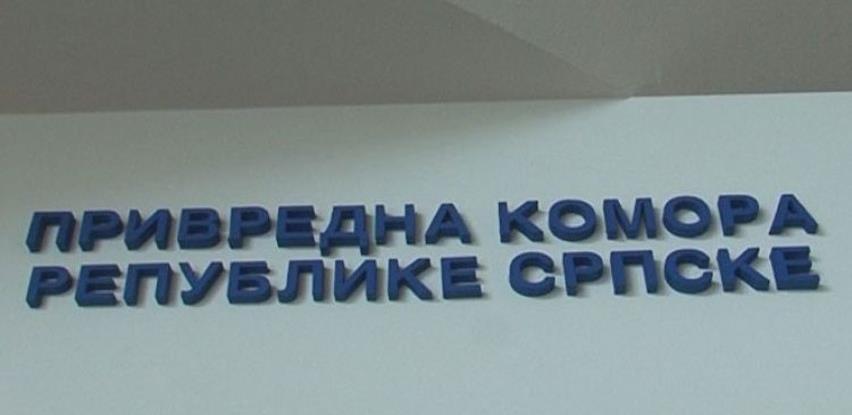 ПРИВРЕДНА КОМОРА
РЕПУБЛИКЕ СРПСКЕ